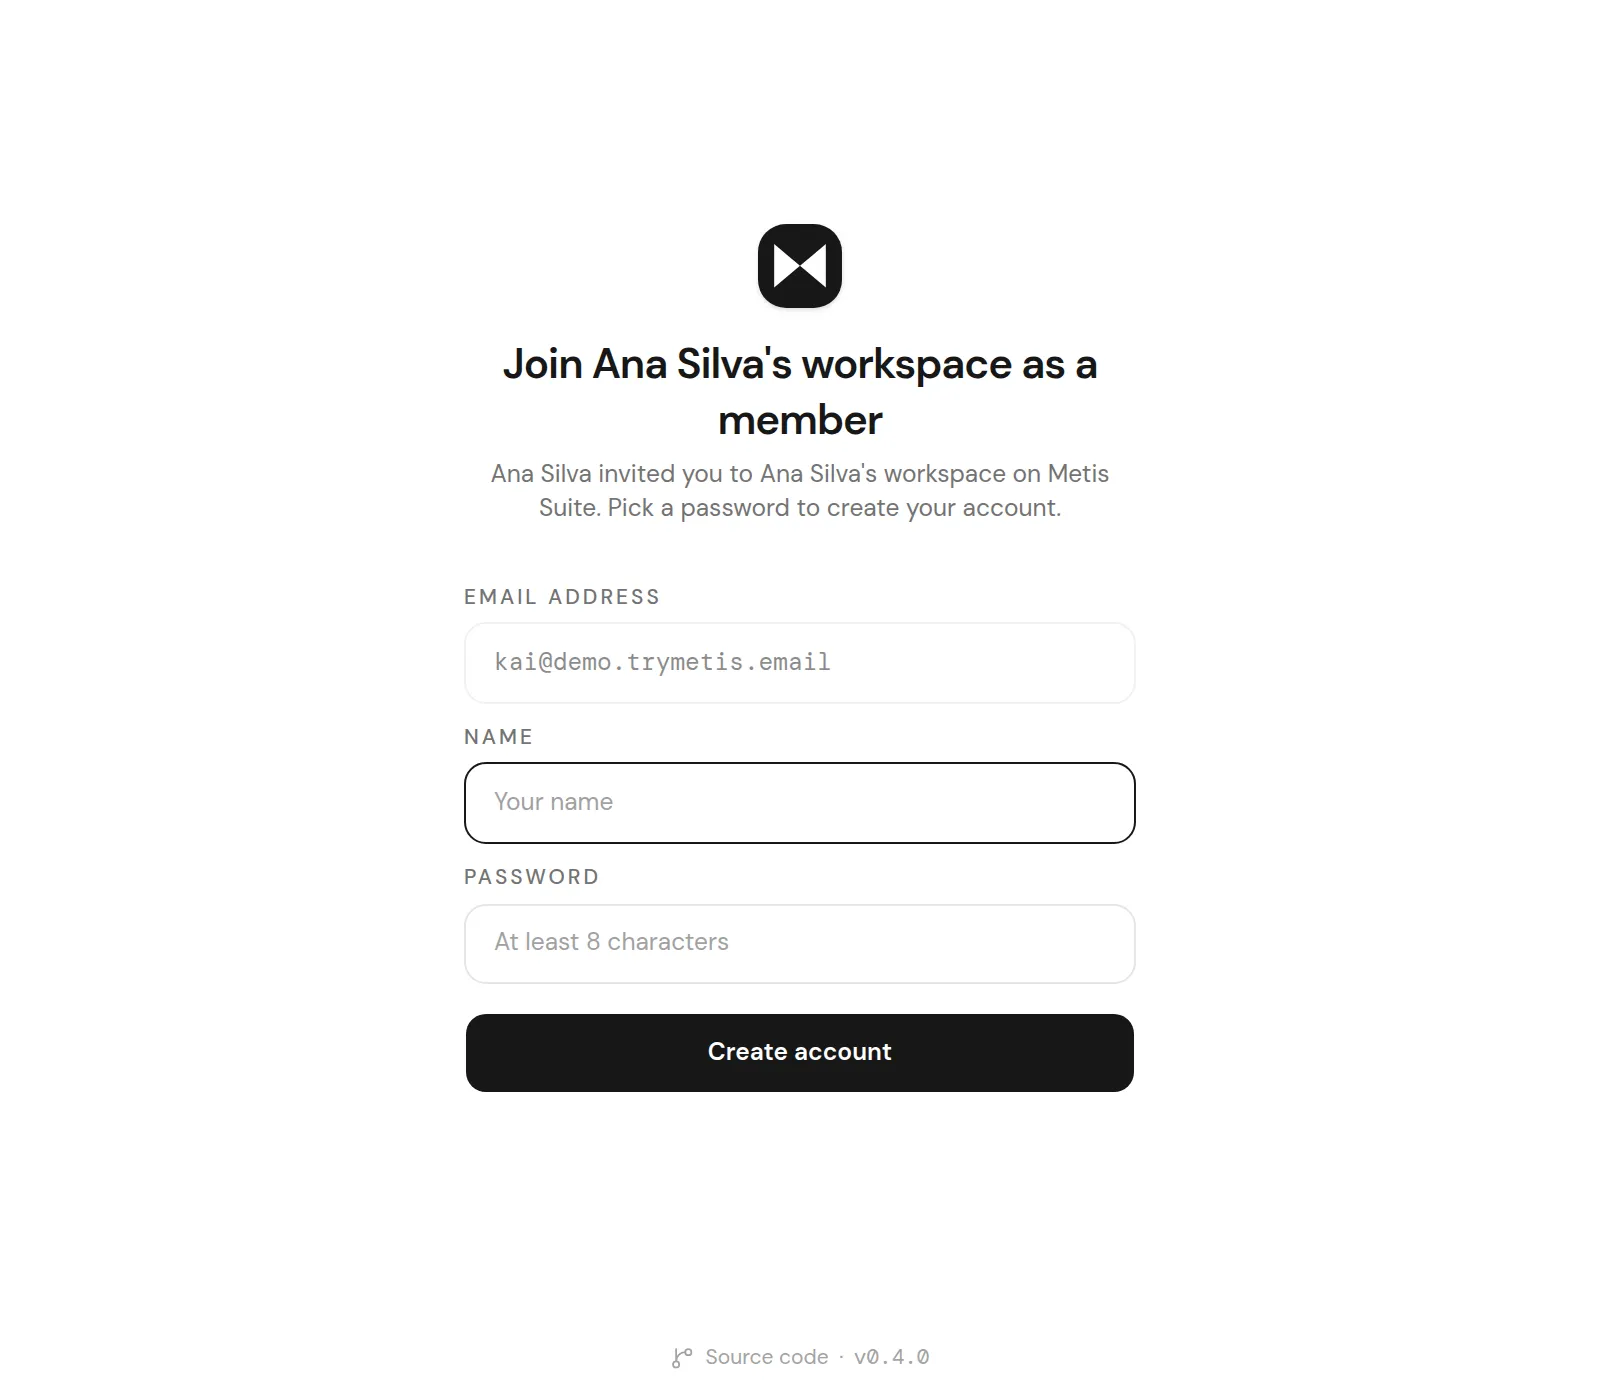 Join Ana Silva's workspace as a
member
Ana Silva invited you to Ana Silva's workspace on Metis
Suite. Pick a password to create your account.
EMAIL ADDRESS
kai@demo.trymetis.email
NAME
Your name
PASSWORD
At least 8 characters
Create account
Source code · v0.4.0